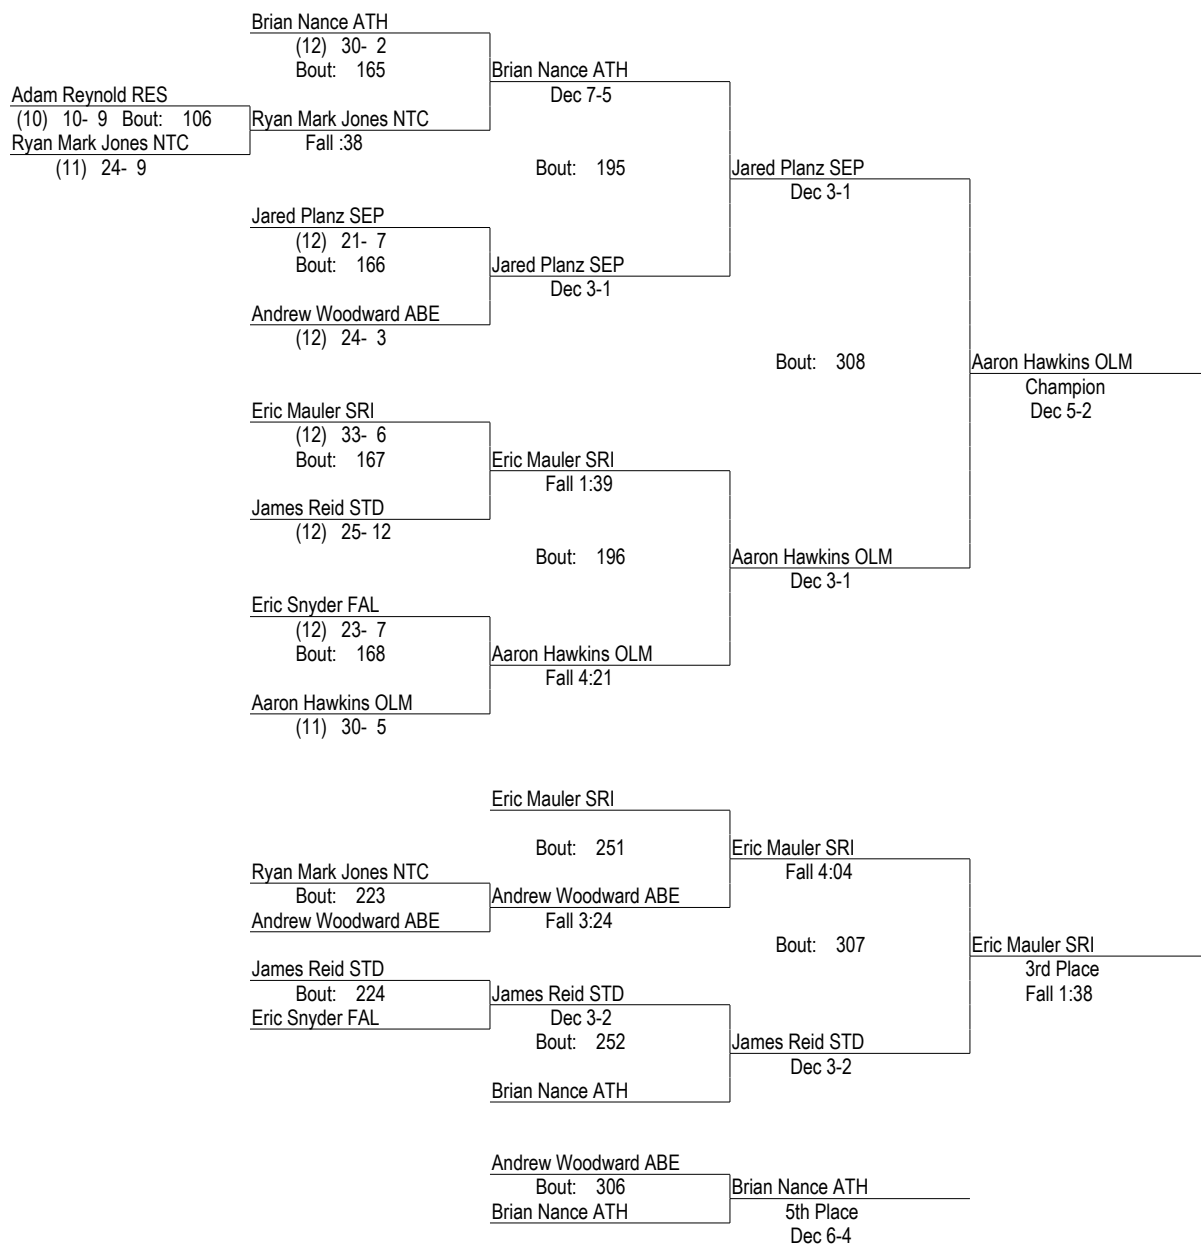 Brian Nance ATH
(12) 30- 2
Bout: 165
Brian Nance ATH
Dec 7-5
Adam Reynold RES
(10) 10- 9 Bout: 106
Ryan Mark Jones NTC
(11) 24- 9
Ryan Mark Jones NTC
Fall :38
Bout: 195
Jared Planz SEP
Dec 3-1
Jared Planz SEP
(12) 21- 7
Bout: 166
Jared Planz SEP
Dec 3-1
Andrew Woodward ABE
(12) 24- 3
Bout: 308
Aaron Hawkins OLM
Champion
Dec 5-2
Eric Mauler SRI
(12) 33- 6
Bout: 167
Eric Mauler SRI
Fall 1:39
James Reid STD
(12) 25- 12
Bout: 196
Aaron Hawkins OLM
Dec 3-1
Eric Snyder FAL
(12) 23- 7
Bout: 168
Aaron Hawkins OLM
Fall 4:21
Aaron Hawkins OLM
(11) 30- 5
Eric Mauler SRI
Bout: 251
Eric Mauler SRI
Fall 4:04
Ryan Mark Jones NTC
Bout: 223
Andrew Woodward ABE
Andrew Woodward ABE
Fall 3:24
Bout: 307
Eric Mauler SRI
3rd Place
Fall 1:38
James Reid STD
Bout: 224
Eric Snyder FAL
James Reid STD
Dec 3-2
Bout: 252
James Reid STD
Dec 3-2
Brian Nance ATH
Andrew Woodward ABE
Bout: 306
Brian Nance ATH
Brian Nance ATH
5th Place
Dec 6-4